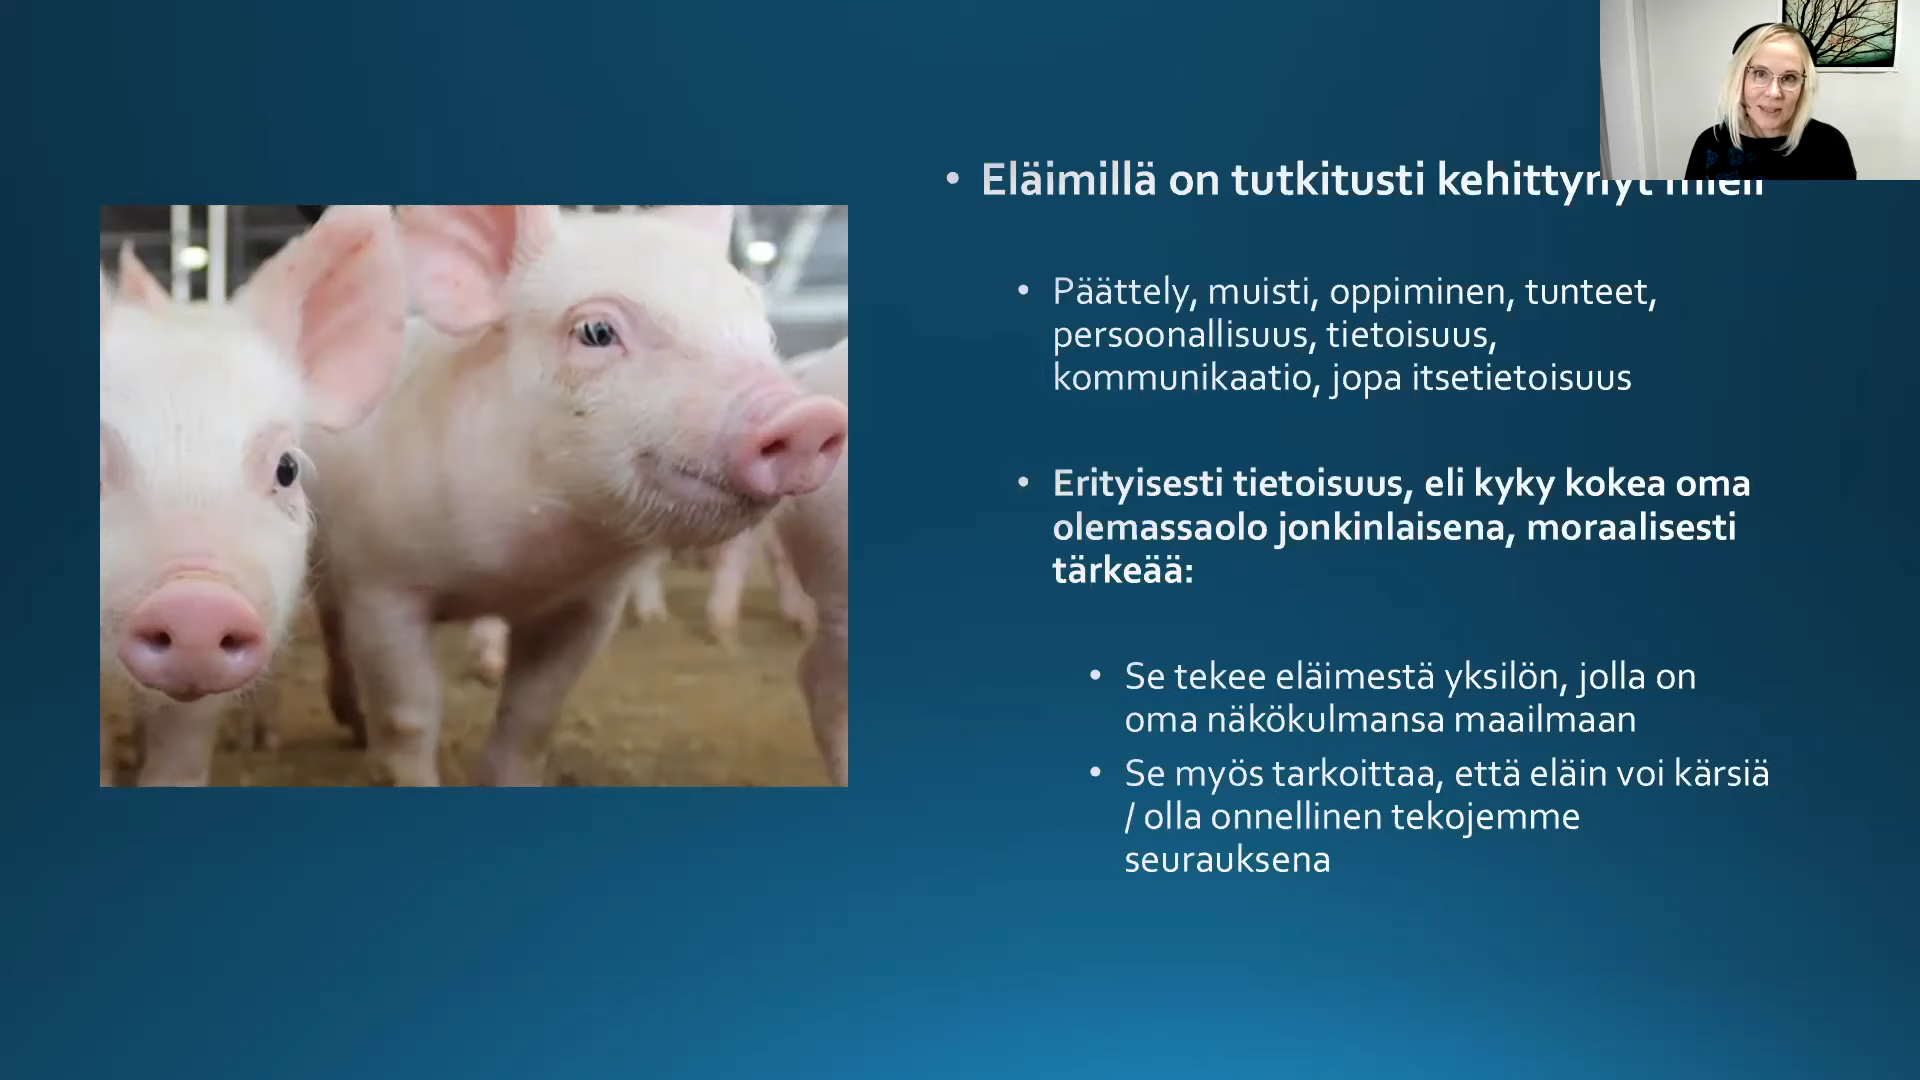 Eläimillä on tutkitusti kehittynyt mieli
Päättely, muisti, oppiminen, tunteet,
persoonallisuus, tietoisuus,
kommunikaatio, jopa itsetietoisuus
Erityisesti tietoisuus, eli kyky kokea oma
olemassaolo jonkinlaisena, moraalisesti
tärkeää:
Se tekee eläimestä yksilön, jolla on
oma näkökulmansa maailmaan
Se myös tarkoittaa, että eläin voi kärsiä
/ olla onnellinen tekojemme
seurauksena